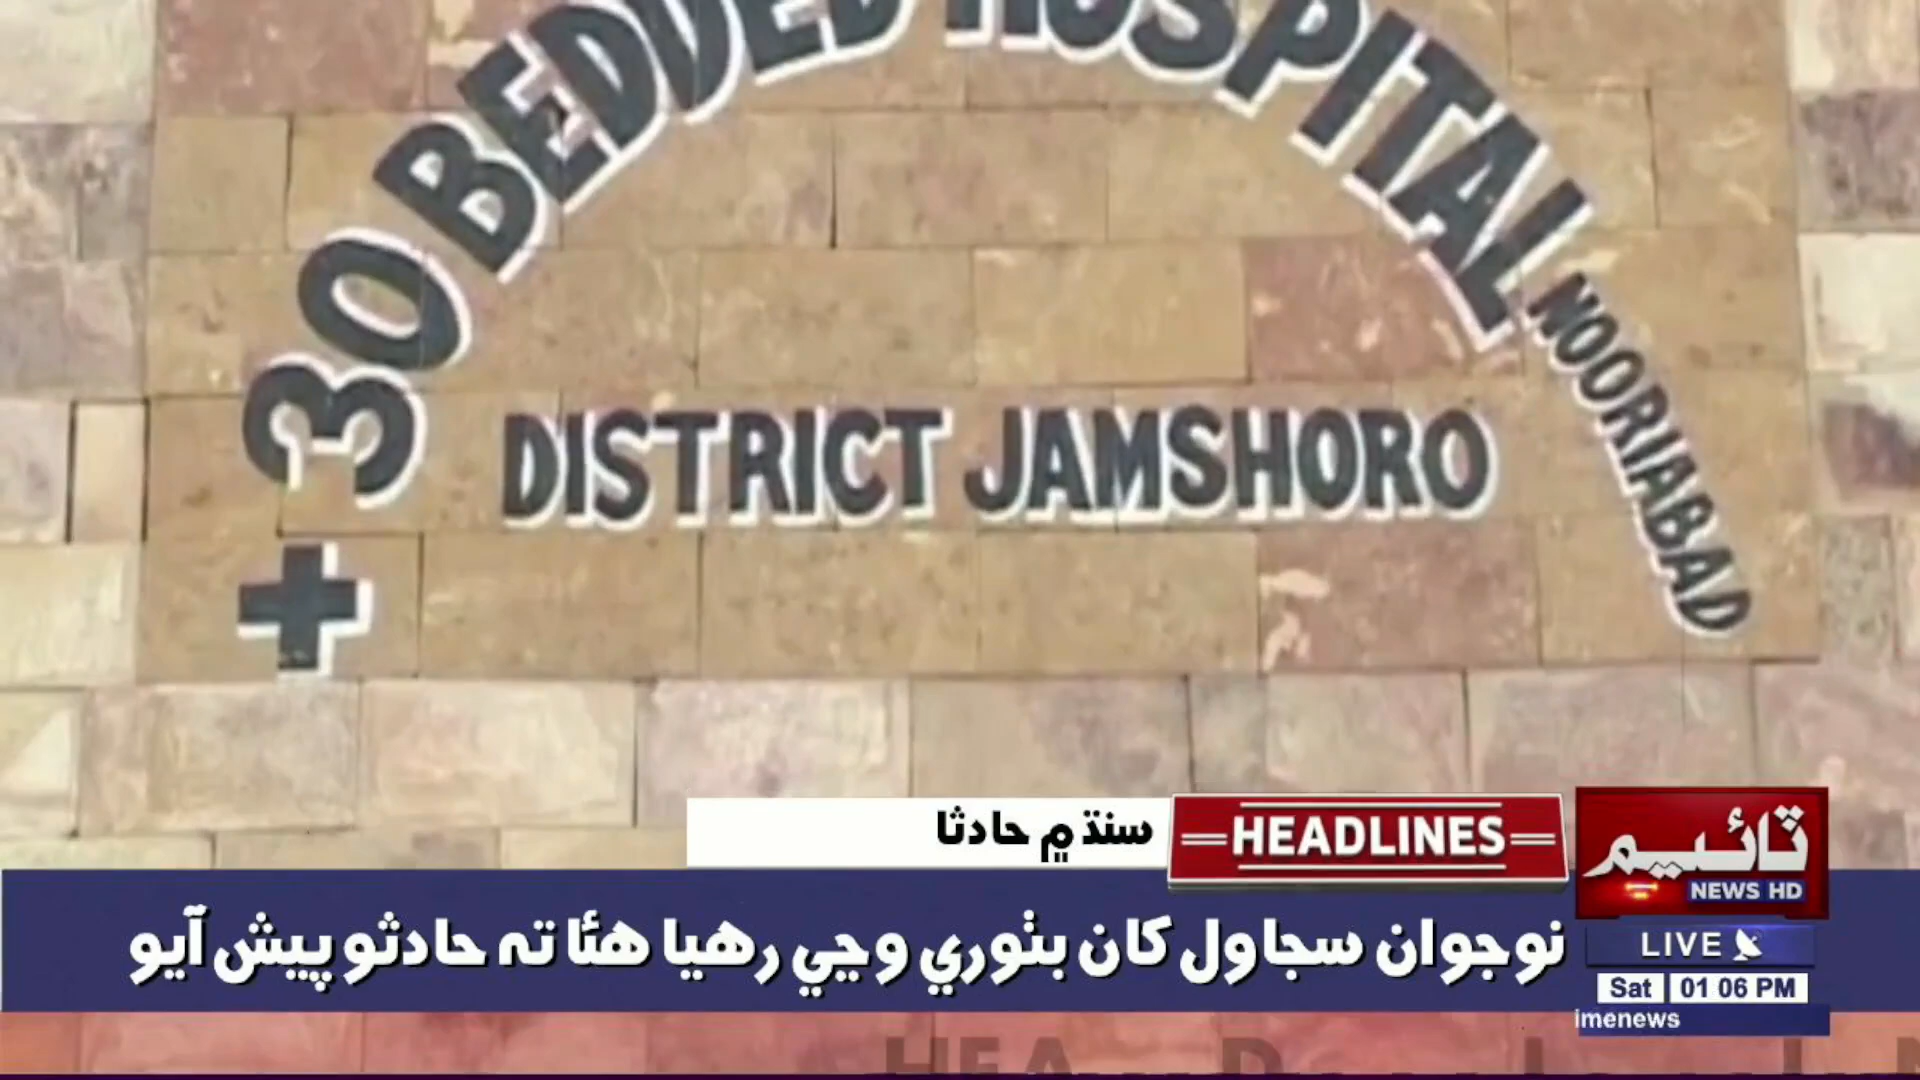 + 30 BEDDED HOSPITAL NOORIABAD
DISTRICT JAMSHORO
سنڌ ۾ حادثا
HEADLINES
ٽائيم
NEWS HD
نوجوان سجاول کان بٺوري وڃي رهيا هئا ته حادثو پيش آيو
LIVE
Sat 01 06 PM
imenews